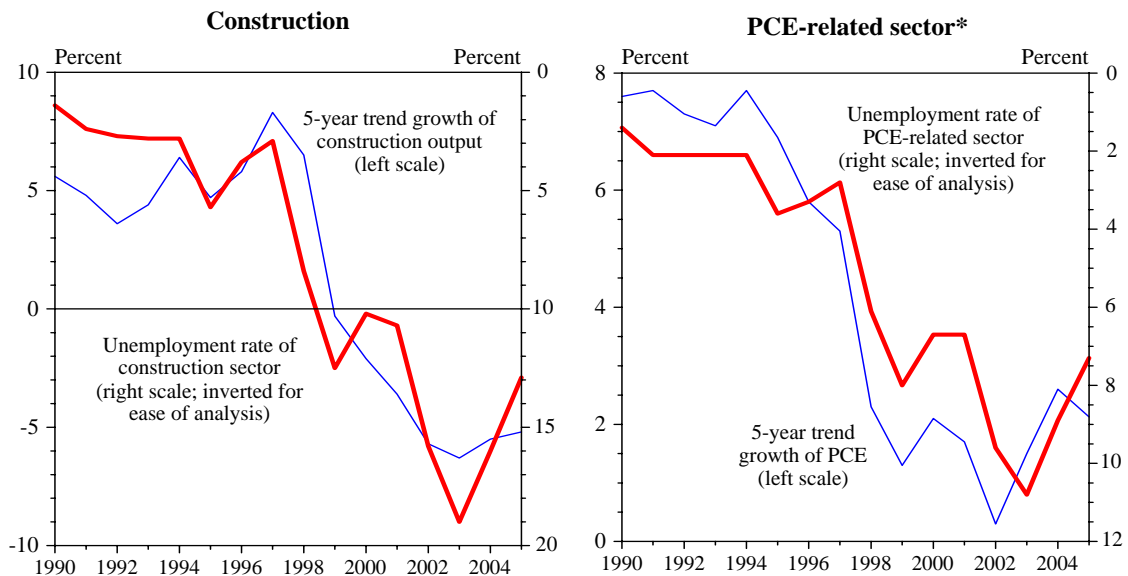 Construction
Percent
Percent
10
5
0
-5
-10
0
5
10
15
20
5-year trend growth of
construction output
(left scale)
Unemployment rate of
construction sector
(right scale; inverted for
ease of analysis)
1990 1992 1994 1996 1998 2000 2002 2004
PCE-related sector*
Percent
Percent
8
6
4
2
0
0
2
4
6
8
10
12
Unemployment rate of
PCE-related sector
(right scale; inverted for
ease of analysis)
5-year trend
growth of PCE
(left scale)
1990 1992 1994 1996 1998 2000 2002 2004